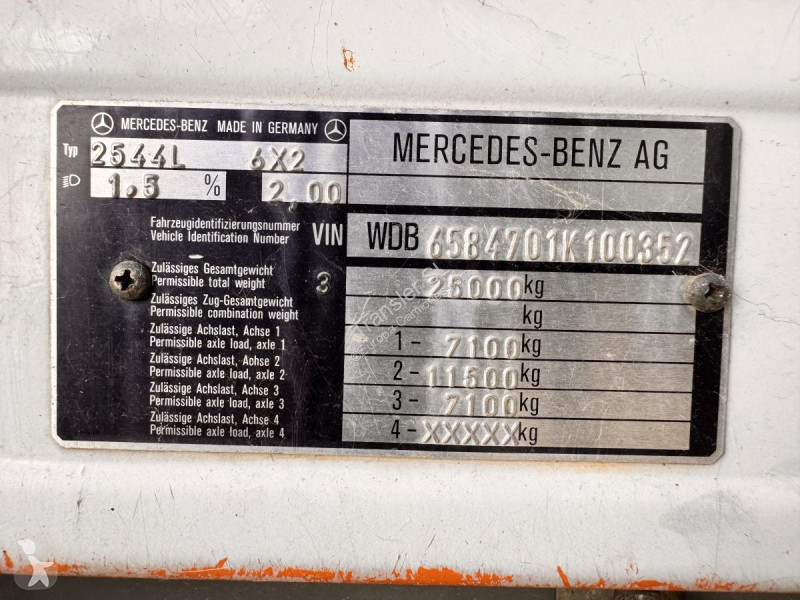 MERCEDES-BENZ MADE IN GERMANY
MERCEDES-BENZ AG
Typ 2544L 6X2
1.5 % 2,00
Fahrzeugidentifizierungsnummer
Vehicle Identification Number VIN WDB 6584701K100352
Zulässiges Gesamtgewicht
Permissible total weight 3 25000 kg
Zulässiges Zug-Gesamtgewicht
Permissible combination weight kg
Zulässige Achslast, Achse 1
Permissible axle load, axle 1 1 - 7100 kg
Zulässige Achslast, Achse 2
Permissible axle load, axle 2 2 - 11500 kg
Zulässige Achslast, Achse 3
Permissible axle load, axle 3 3 - 7100 kg
Zulässige Achslast, Achse 4
Permissible axle load, axle 4 4 - XXXXX kg